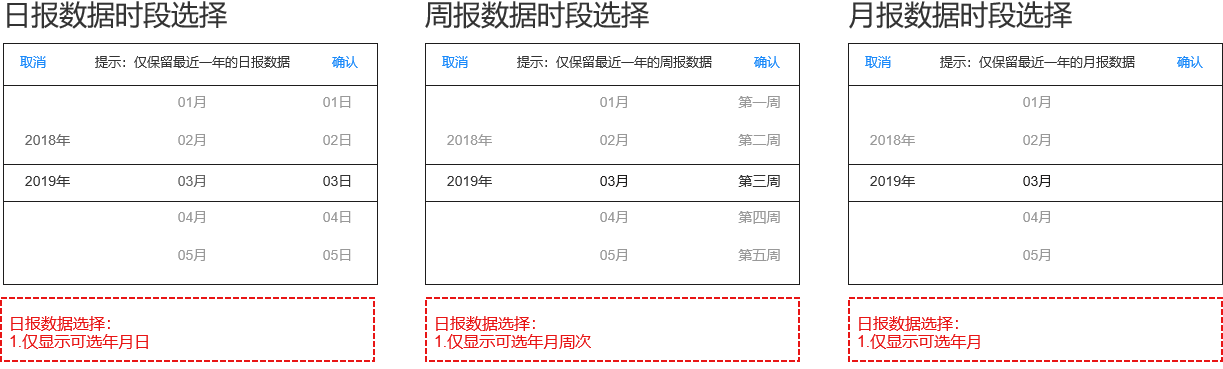 日报数据时段选择
取消 提示：仅保留最近一年的日报数据 确认
01月 01日
2018年 02月 02日
2019年 03月 03日
04月 04日
05月 05日
日报数据选择：
1.仅显示可选年月日
周报数据时段选择
取消 提示：仅保留最近一年的周报数据 确认
01月 第一周
2018年 02月 第二周
2019年 03月 第三周
04月 第四周
05月 第五周
日报数据选择：
1.仅显示可选年月周次
月报数据时段选择
取消 提示：仅保留最近一年的月报数据 确认
01月
2018年 02月
2019年 03月
04月
05月
日报数据选择：
1.仅显示可选年月